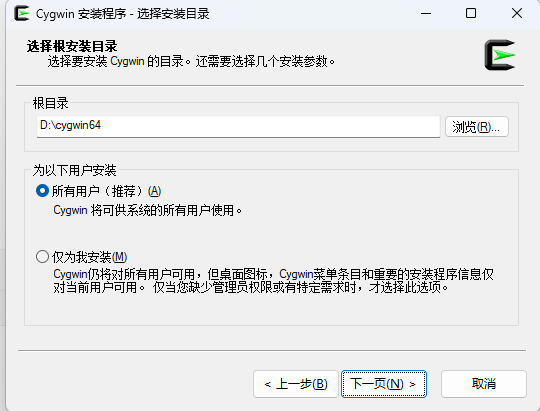 Cygwin 安装程序 - 选择安装目录
选择根安装目录
选择要安装 Cygwin 的目录。还需要选择几个安装参数。
根目录
D:\cygwin64
浏览(R)...
为以下用户安装
所有用户（推荐）(A)
Cygwin 将可供系统的所有用户使用。
仅为我安装(M)
Cygwin仍将对所有用户可用，但桌面图标，Cygwin菜单条目和重要的安装程序信息仅
对当前用户可用。 仅当您缺少管理员权限或有特定需求时，才选择此选项。
< 上一步(B)
下一页(N) >
取消